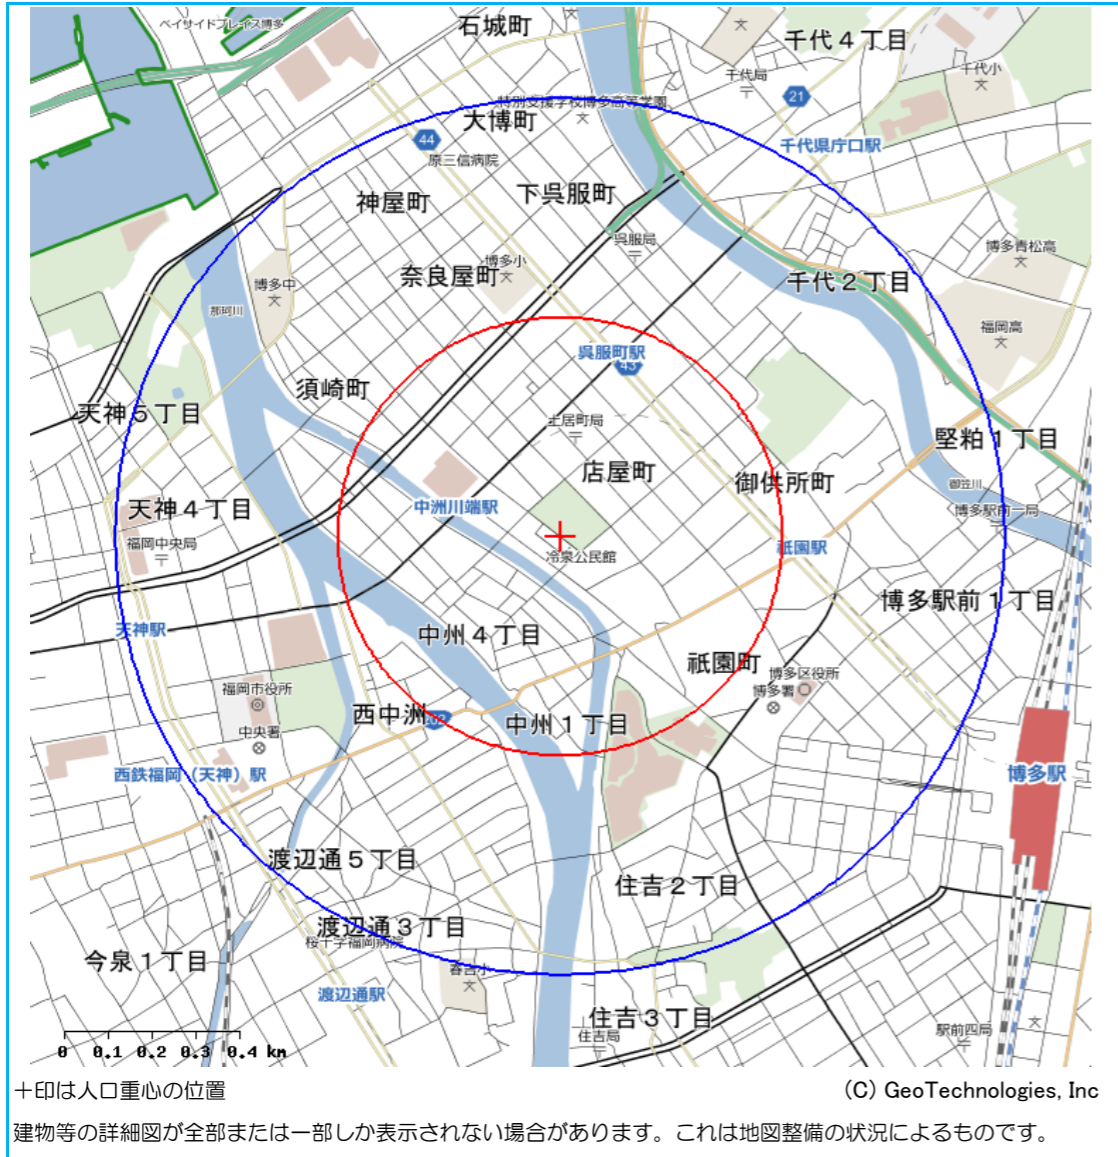 ベイサイドプレイス博多
石城町
千代４丁目
千代局
千代小
21
特別支援学校博多高等学園
大博町
44
千代県庁口駅
原三信病院
神屋町
下呉服町
呉服局
博多青松高
博多小
奈良屋町
千代２丁目
博多中
那珂川
福岡高
呉服町駅
43
須崎町
天神５丁目
土居町局
堅粕１丁目
店屋町
御供所町
御笠川
中洲川端駅
天神４丁目
博多駅前一局
福岡中央局
祇園駅
冷泉公民館
博多駅前１丁目
天神駅
中州４丁目
祇園町
博多区役所
福岡市役所
博多署
西中洲
中州１丁目
中央署
西鉄福岡（天神）駅
博多駅
渡辺通５丁目
住吉２丁目
渡辺通３丁目
桜十字福岡病院
今泉１丁目
春吉小
渡辺通駅
住吉３丁目
住吉局
駅前四局
0 0.1 0.2 0.3 0.4 km
＋印は人口重心の位置
(C) GeoTechnologies, Inc
建物等の詳細図が全部または一部しか表示されない場合があります。これは地図整備の状況によるものです。